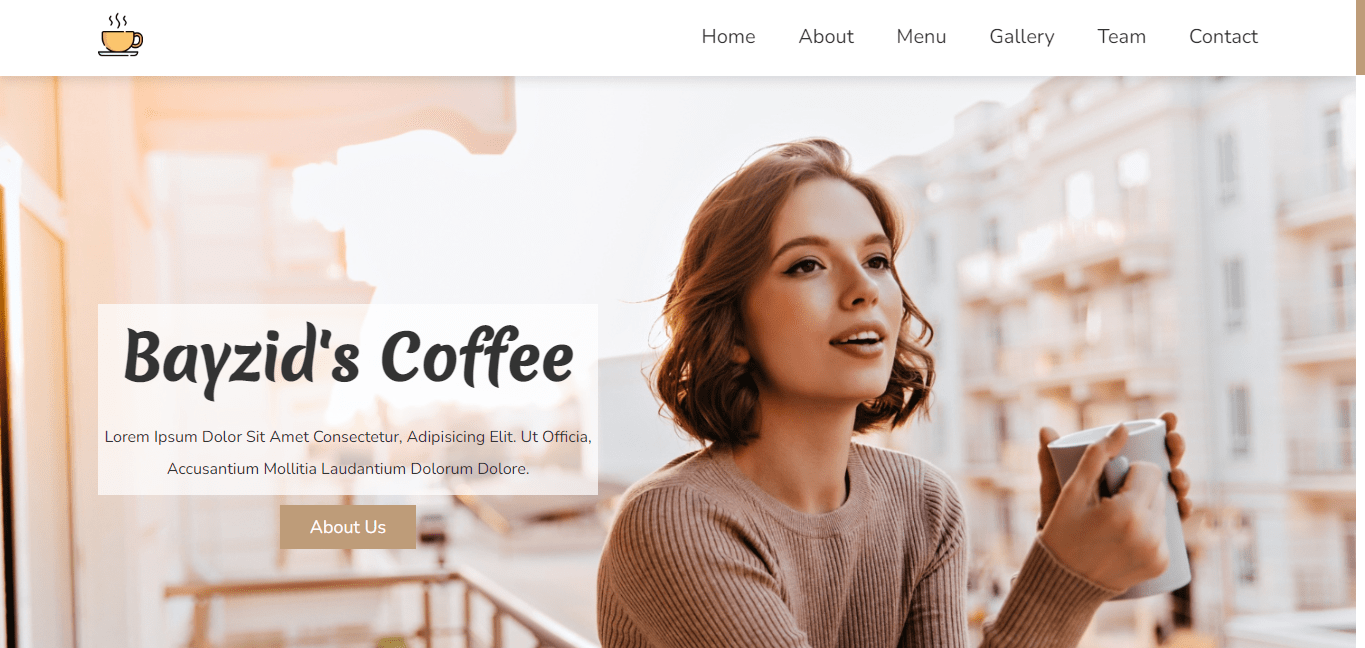 Home About Menu Gallery Team Contact
Bayzid's Coffee
Lorem Ipsum Dolor Sit Amet Consectetur, Adipisicing Elit. Ut Officia,
Accusantium Mollitia Laudantium Dolorum Dolore.
About Us